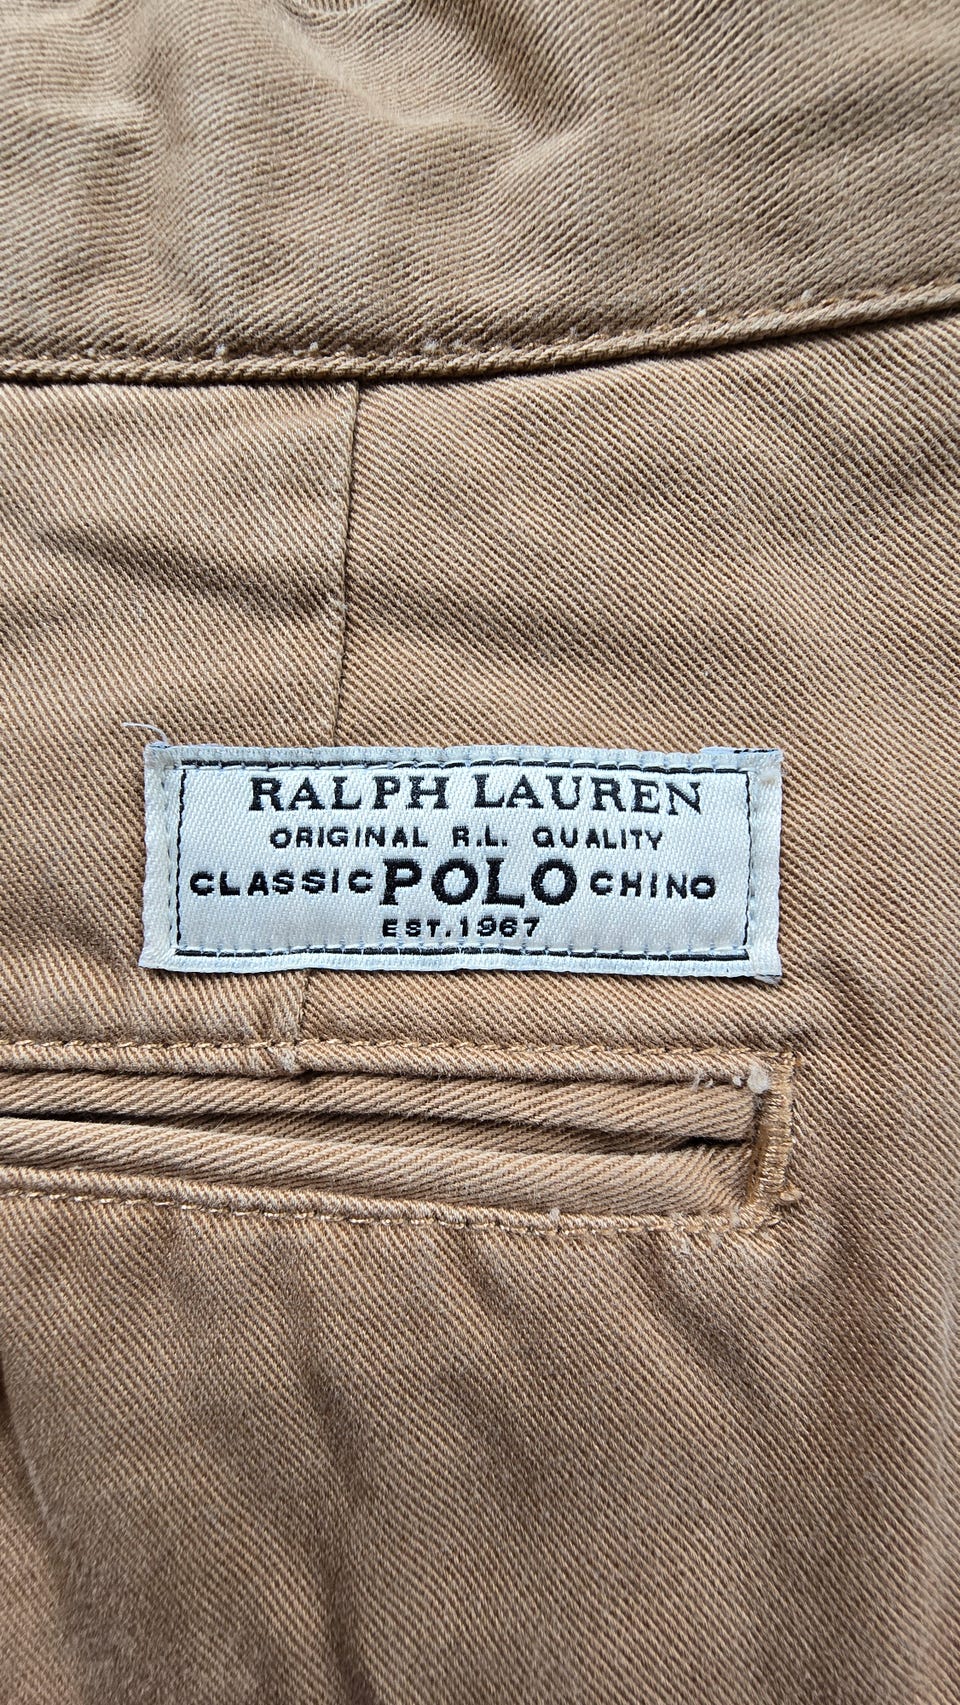 RALPH LAUREN
ORIGINAL R.L. QUALITY
CLASSIC POLO CHINO
EST.1967